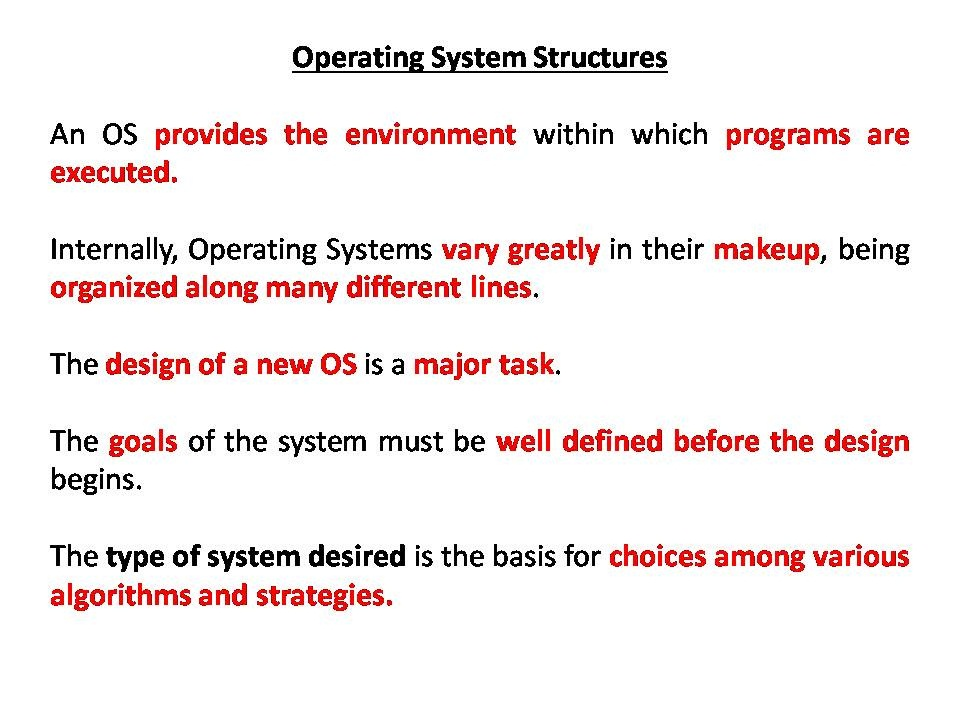 Operating System Structures
An OS provides the environment within which programs are
executed.
Internally, Operating Systems vary greatly in their makeup, being
organized along many different lines.
The design of a new OS is a major task.
The goals of the system must be well defined before the design
begins.
The type of system desired is the basis for choices among various
algorithms and strategies.